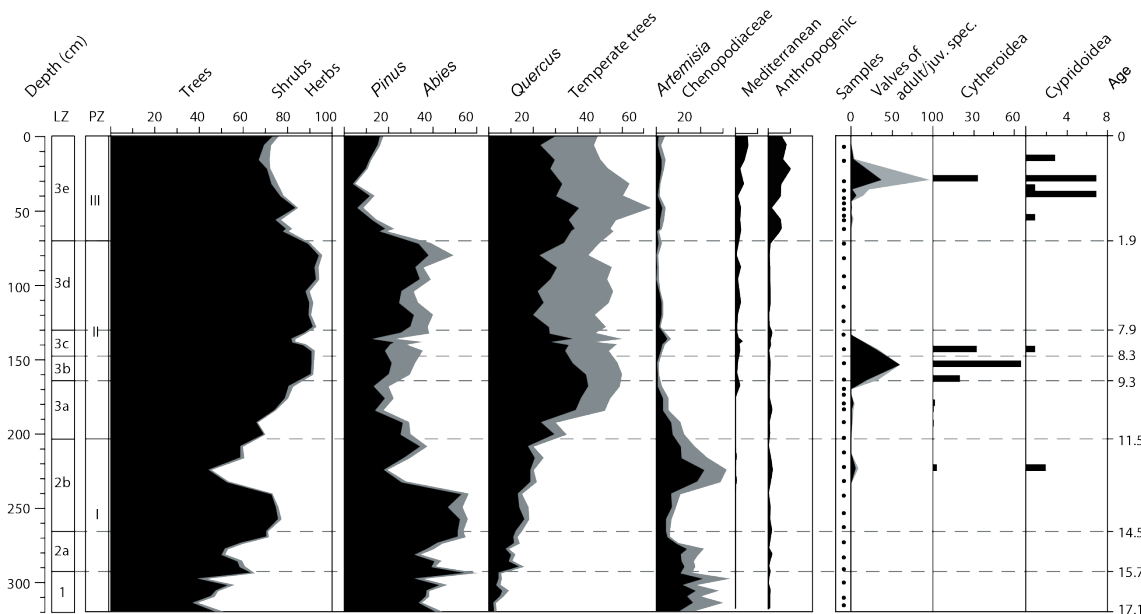 Depth (cm)
Trees
Shrubs
Herbs
Pinus
Abies
Quercus
Temperate trees
Artemisia
Chenopodiaceae
Mediterranean
Anthropogenic
Samples
Valves of
adult/juv. spec.
Cytheroidea
Cypridoidea
Age
LZ PZ 20 40 60 80 100 20 40 60 20 40 60 20 0 50 100 30 60 4 8
0 0
3e III
50
1.9
3d
100
II 7.9
3c
8.3
150
3b
9.3
3a
200
11.5
2b
250 I
14.5
2a
15.7
300 1
17.1